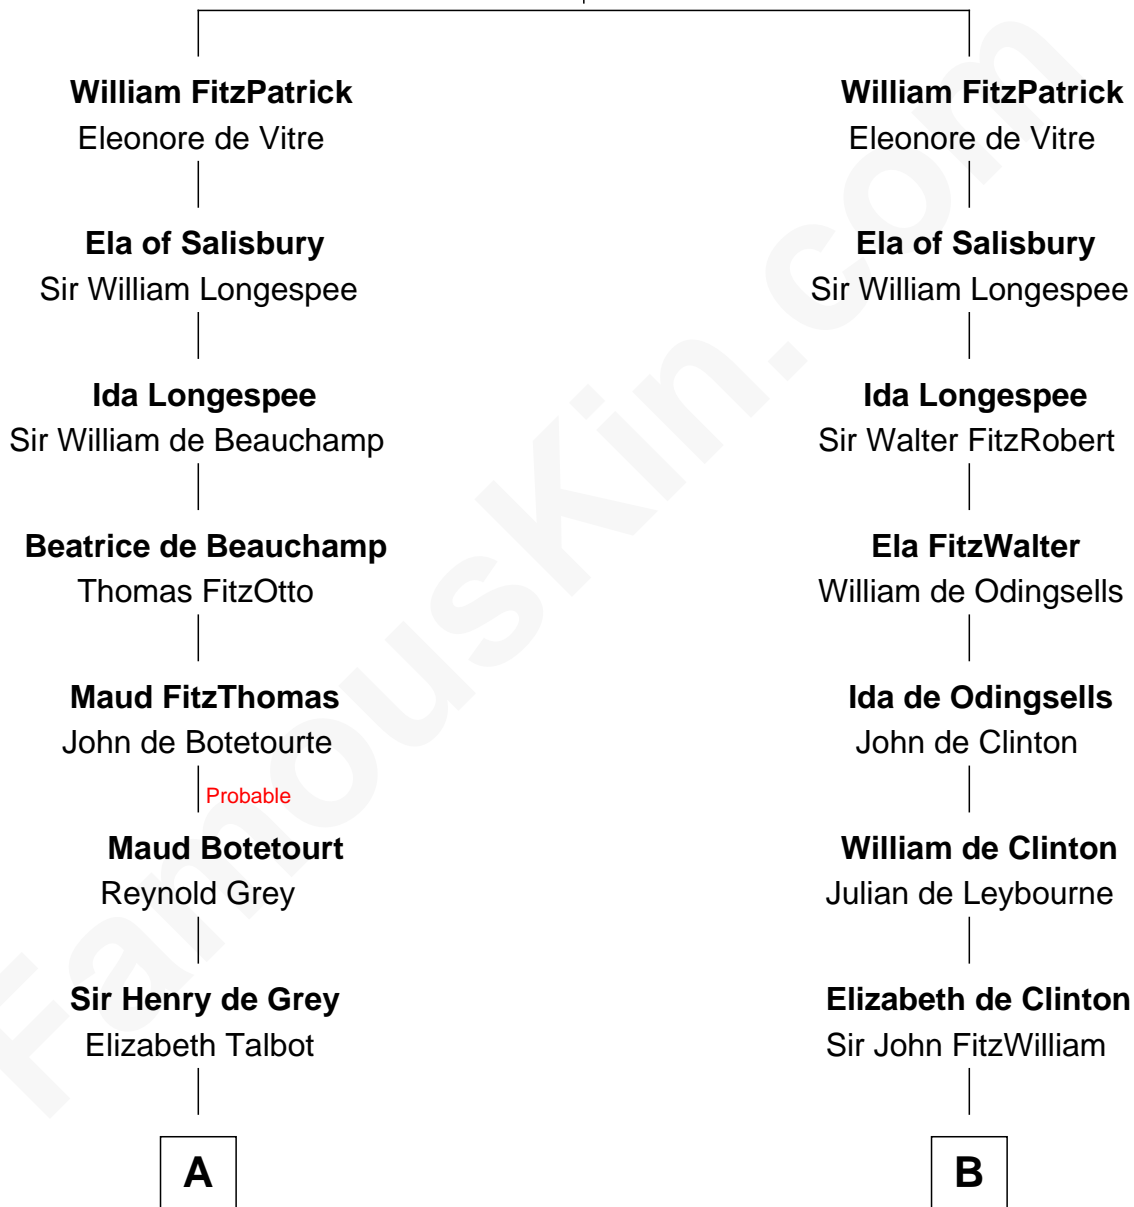 William FitzPatrick
Eleonore de Vitre
Ela of Salisbury
Sir William Longespee
Ida Longespee
Sir William de Beauchamp
Beatrice de Beauchamp
Thomas FitzOtto
Maud FitzThomas
John de Botetourte
Probable
Maud Botetourt
Reynold Grey
Sir Henry de Grey
Elizabeth Talbot
A
William FitzPatrick
Eleonore de Vitre
Ela of Salisbury
Sir William Longespee
Ida Longespee
Sir Walter FitzRobert
Ela FitzWalter
William de Odingsells
Ida de Odingsells
John de Clinton
William de Clinton
Julian de Leybourne
Elizabeth de Clinton
Sir John FitzWilliam
B
FamousKin.com